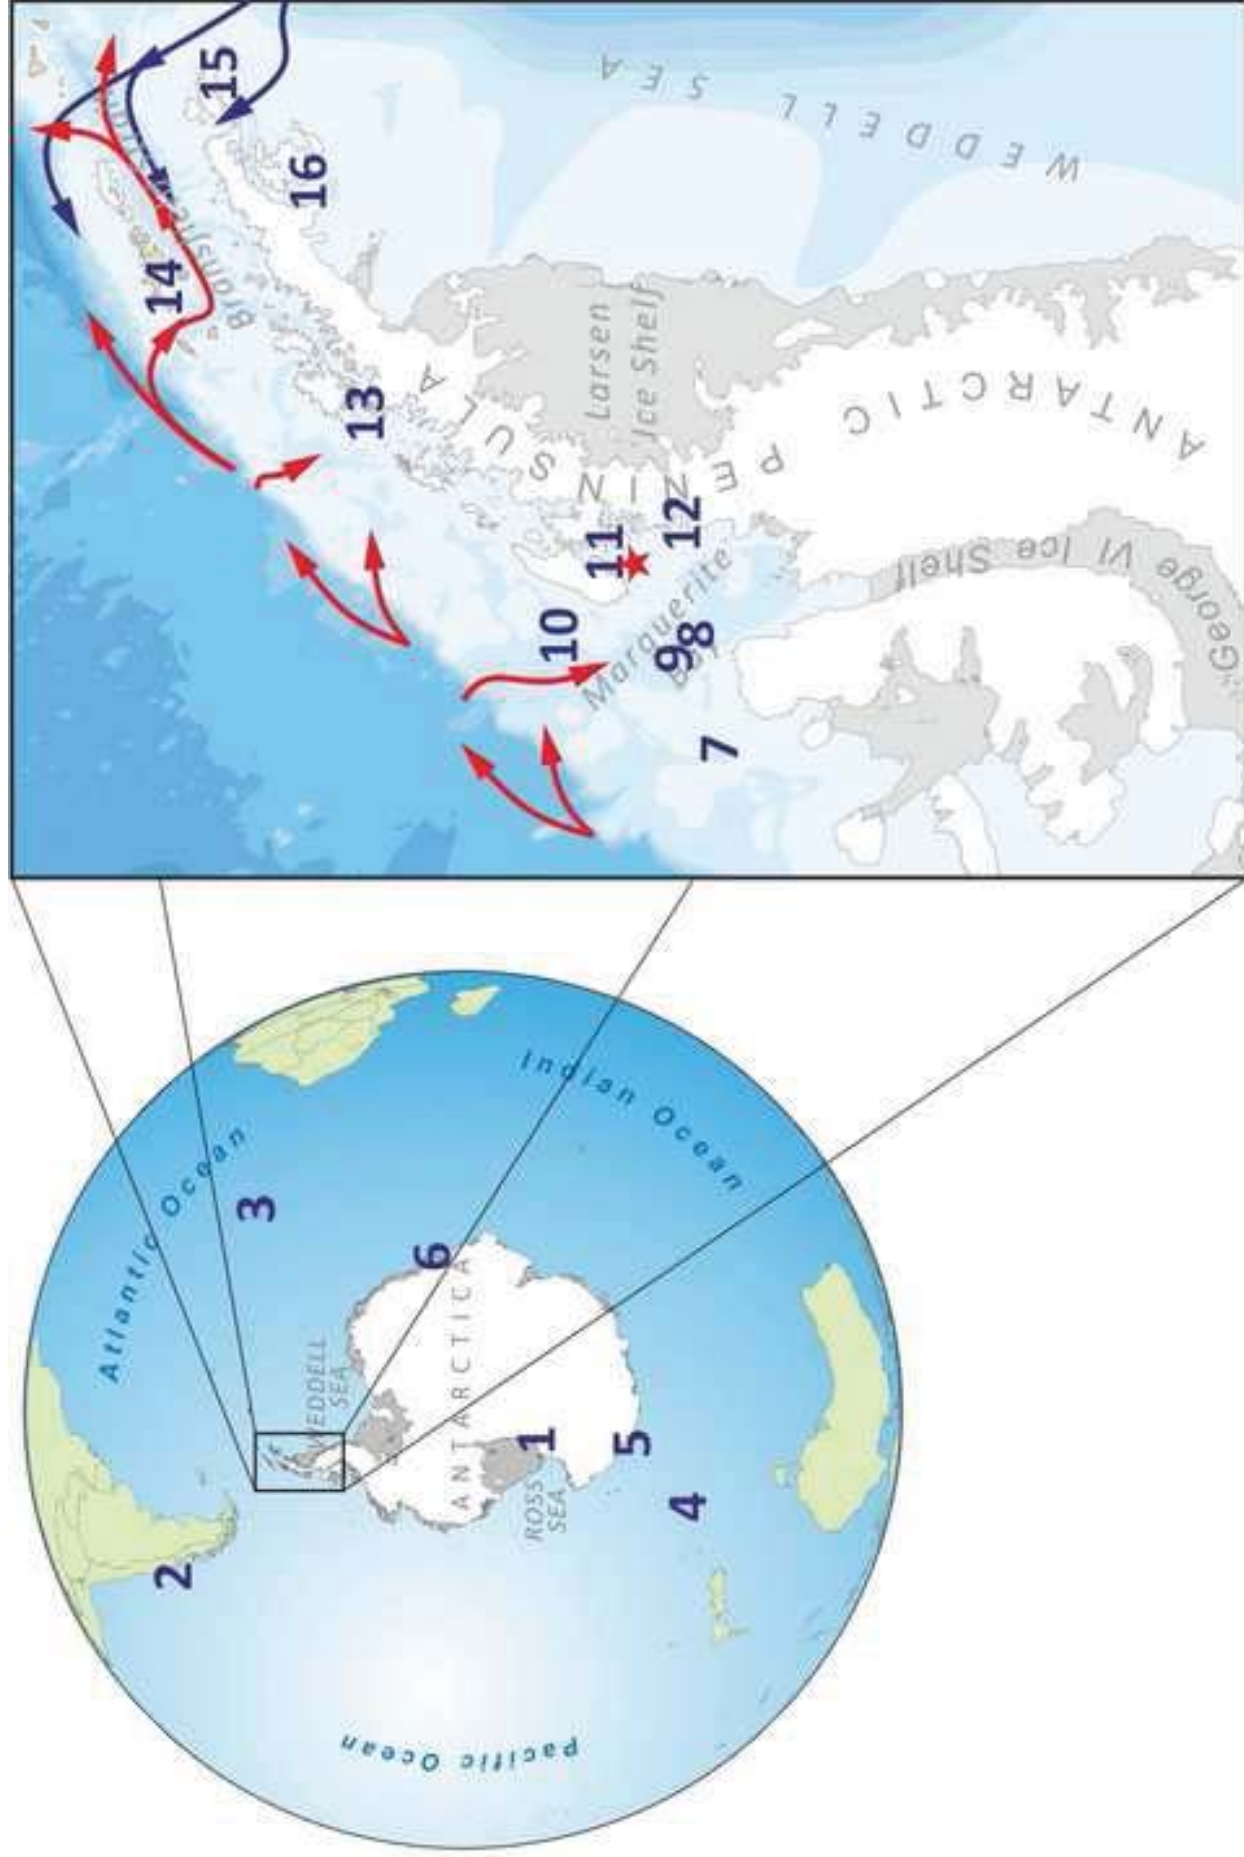 Atlantic Ocean
Indian Ocean
Pacific Ocean
WEDDELL
SEA
ANTARCTICA
ROSS
SEA
1
2
3
4
5
6
WEDDELL SEA
ANTARCTIC
PENINSULA
Larsen
Ice Shelf
George VI Ice Shelf
Marguerite
7
8
9
10
11
12
13
14
15
16